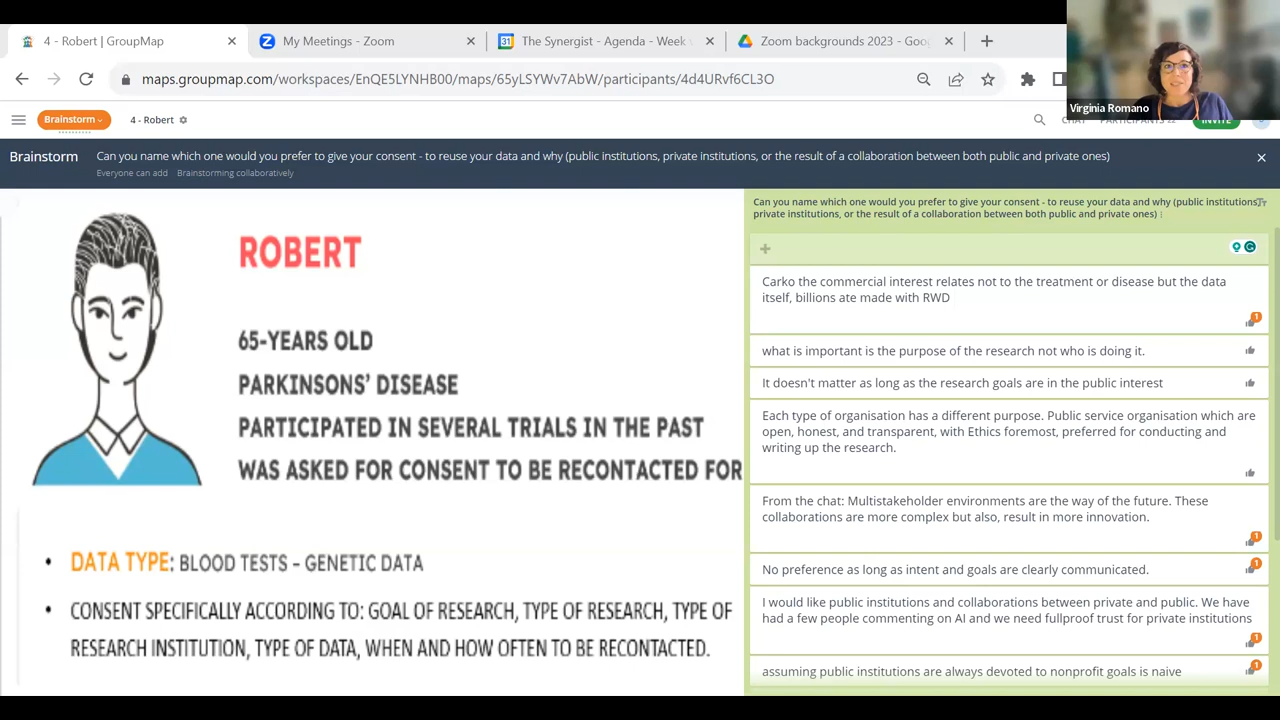 4 - Robert | GroupMap
My Meetings - Zoom
31
The Synergist - Agenda - Week
Zoom backgrounds 2023 - Goo
maps.groupmap.com/workspaces/EnQE5LYNHB00/maps/65yLSYWv7AbW/participants/4d4URvf6CL3O
Virginia Romano
Brainstorm
4 - Robert
CHAT
PARTICIPANTS 22
INVITE
Brainstorm
Can you name which one would you prefer to give your consent - to reuse your data and why (public institutions, private institutions, or the result of a collaboration between both public and private ones)
Everyone can add Brainstorming collaboratively
ROBERT
65-YEARS OLD
PARKINSONS' DISEASE
PARTICIPATED IN SEVERAL TRIALS IN THE PAST
WAS ASKED FOR CONSENT TO BE RECONTACTED FOR
• DATA TYPE: BLOOD TESTS – GENETIC DATA
• CONSENT SPECIFICALLY ACCORDING TO: GOAL OF RESEARCH, TYPE OF RESEARCH, TYPE OF
RESEARCH INSTITUTION, TYPE OF DATA, WHEN AND HOW OFTEN TO BE RECONTACTED.
Can you name which one would you prefer to give your consent - to reuse your data and why (public institutions,
private institutions, or the result of a collaboration between both public and private ones)
Carko the commercial interest relates not to the treatment or disease but the data
itself, billions ate made with RWD
1
what is important is the purpose of the research not who is doing it.
It doesn't matter as long as the research goals are in the public interest
Each type of organisation has a different purpose. Public service organisation which are
open, honest, and transparent, with Ethics foremost, preferred for conducting and
writing up the research.
From the chat: Multistakeholder environments are the way of the future. These
collaborations are more complex but also, result in more innovation.
1
No preference as long as intent and goals are clearly communicated.
1
I would like public institutions and collaborations between private and public. We have
had a few people commenting on AI and we need fullproof trust for private institutions
1
assuming public institutions are always devoted to nonprofit goals is naive
1